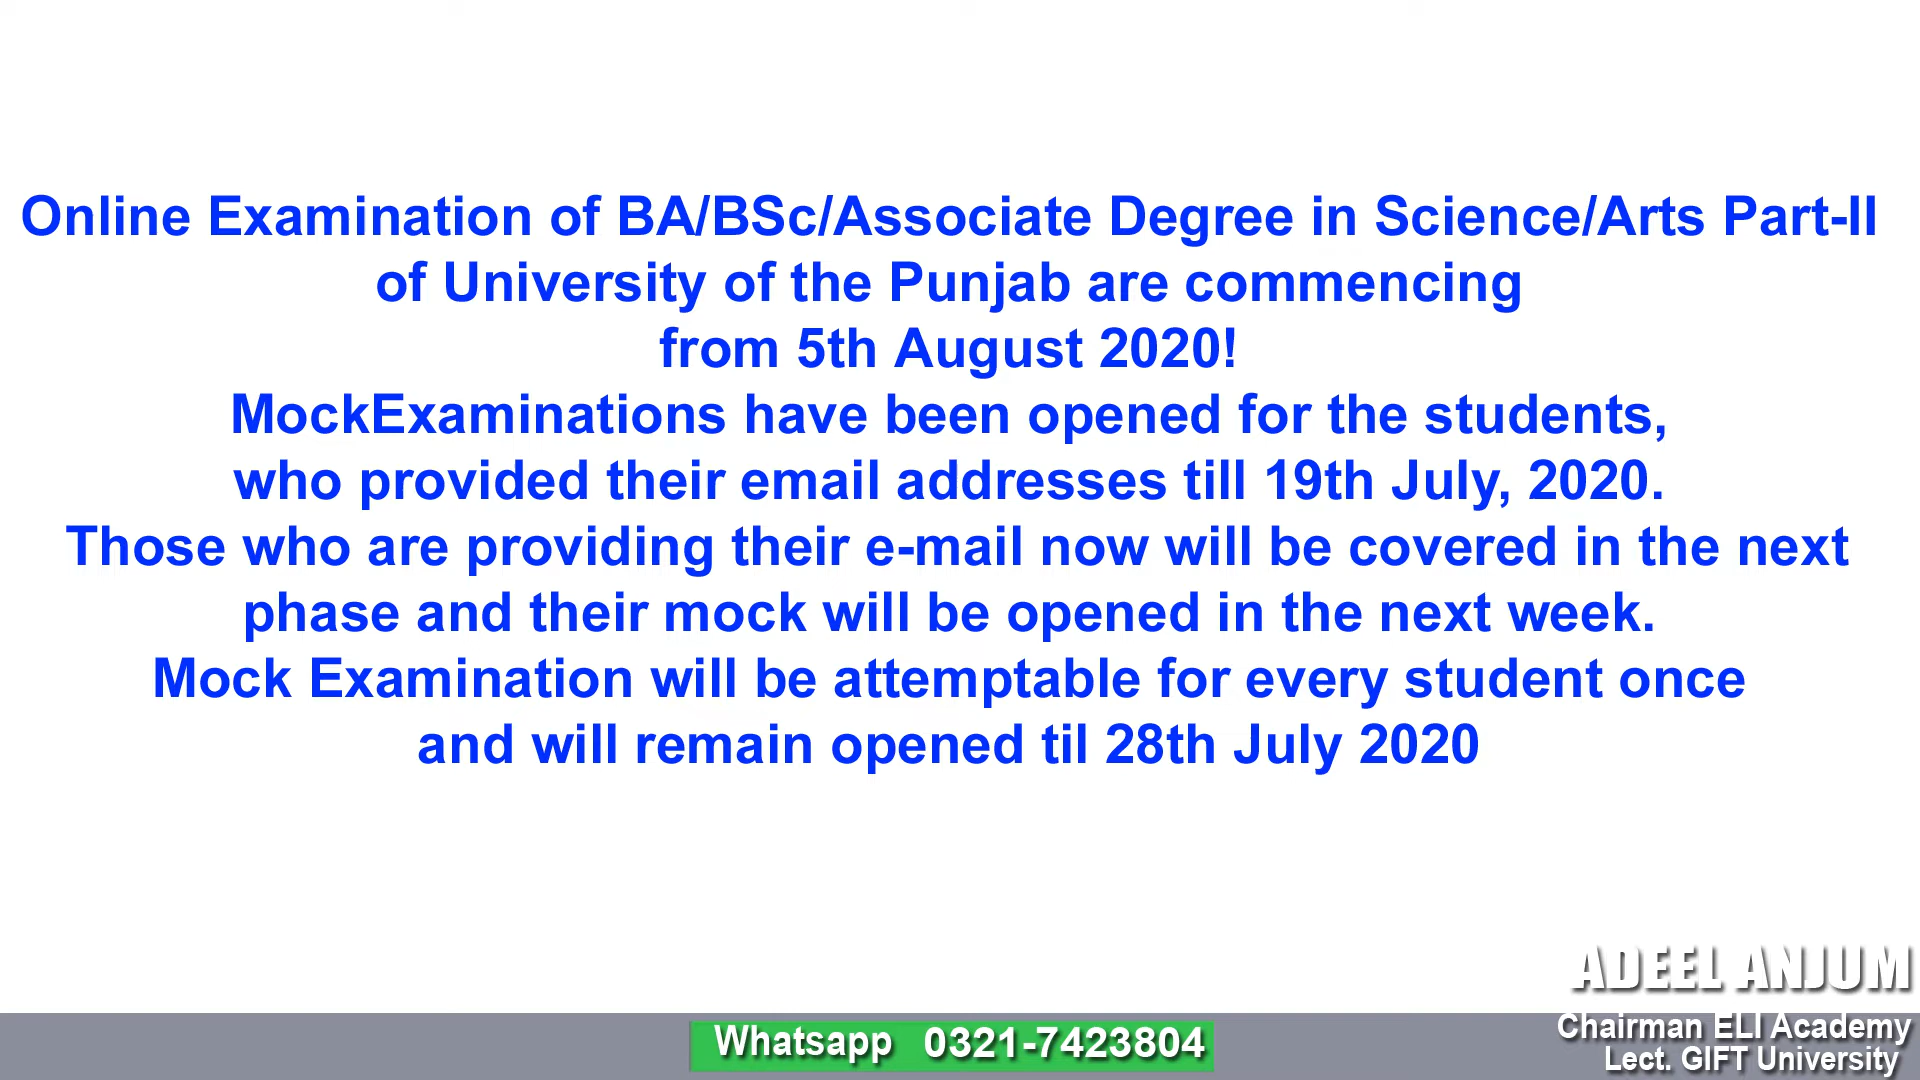 Online Examination of BA/BSc/Associate Degree in Science/Arts Part-II
of University of the Punjab are commencing
from 5th August 2020!
MockExaminations have been opened for the students,
who provided their email addresses till 19th July, 2020.
Those who are providing their e-mail now will be covered in the next
phase and their mock will be opened in the next week.
Mock Examination will be attemptable for every student once
and will remain opened til 28th July 2020
ADEEL ANJUM
Chairman ELI Academy
Lect. GIFT University
Whatsapp 0321-7423804